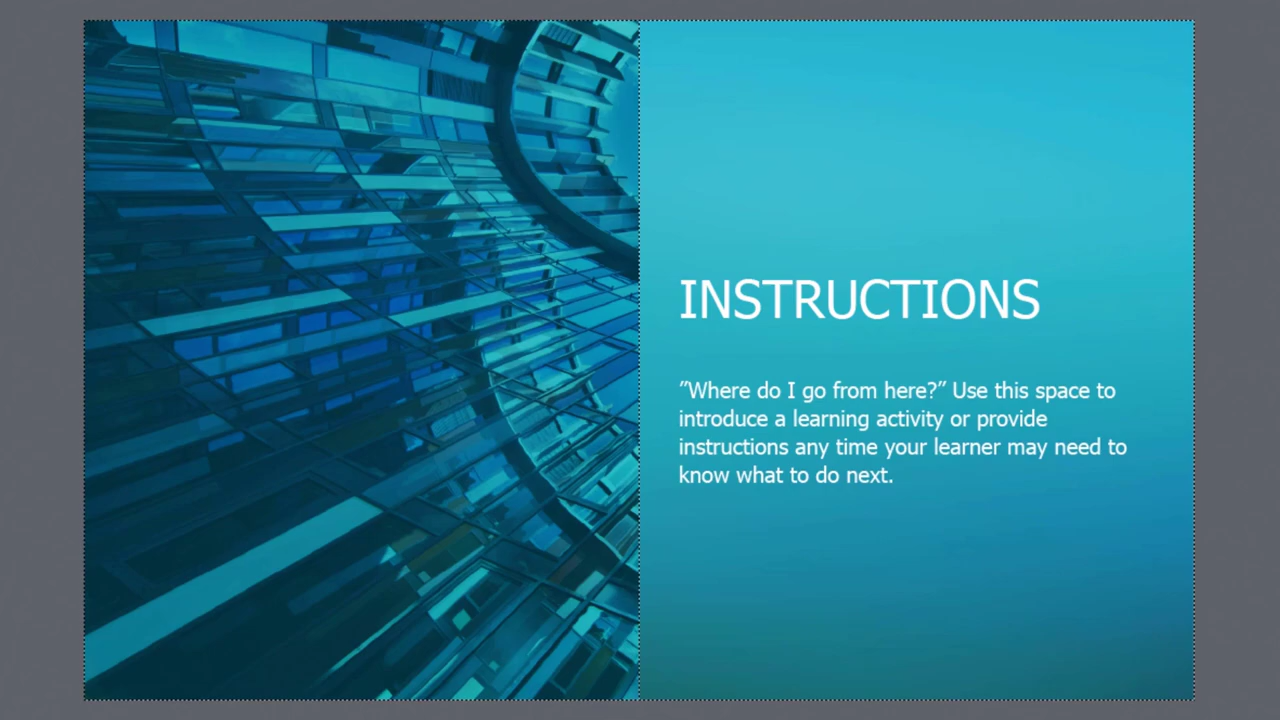 INSTRUCTIONS
”Where do I go from here?” Use this space to
introduce a learning activity or provide
instructions any time your learner may need to
know what to do next.